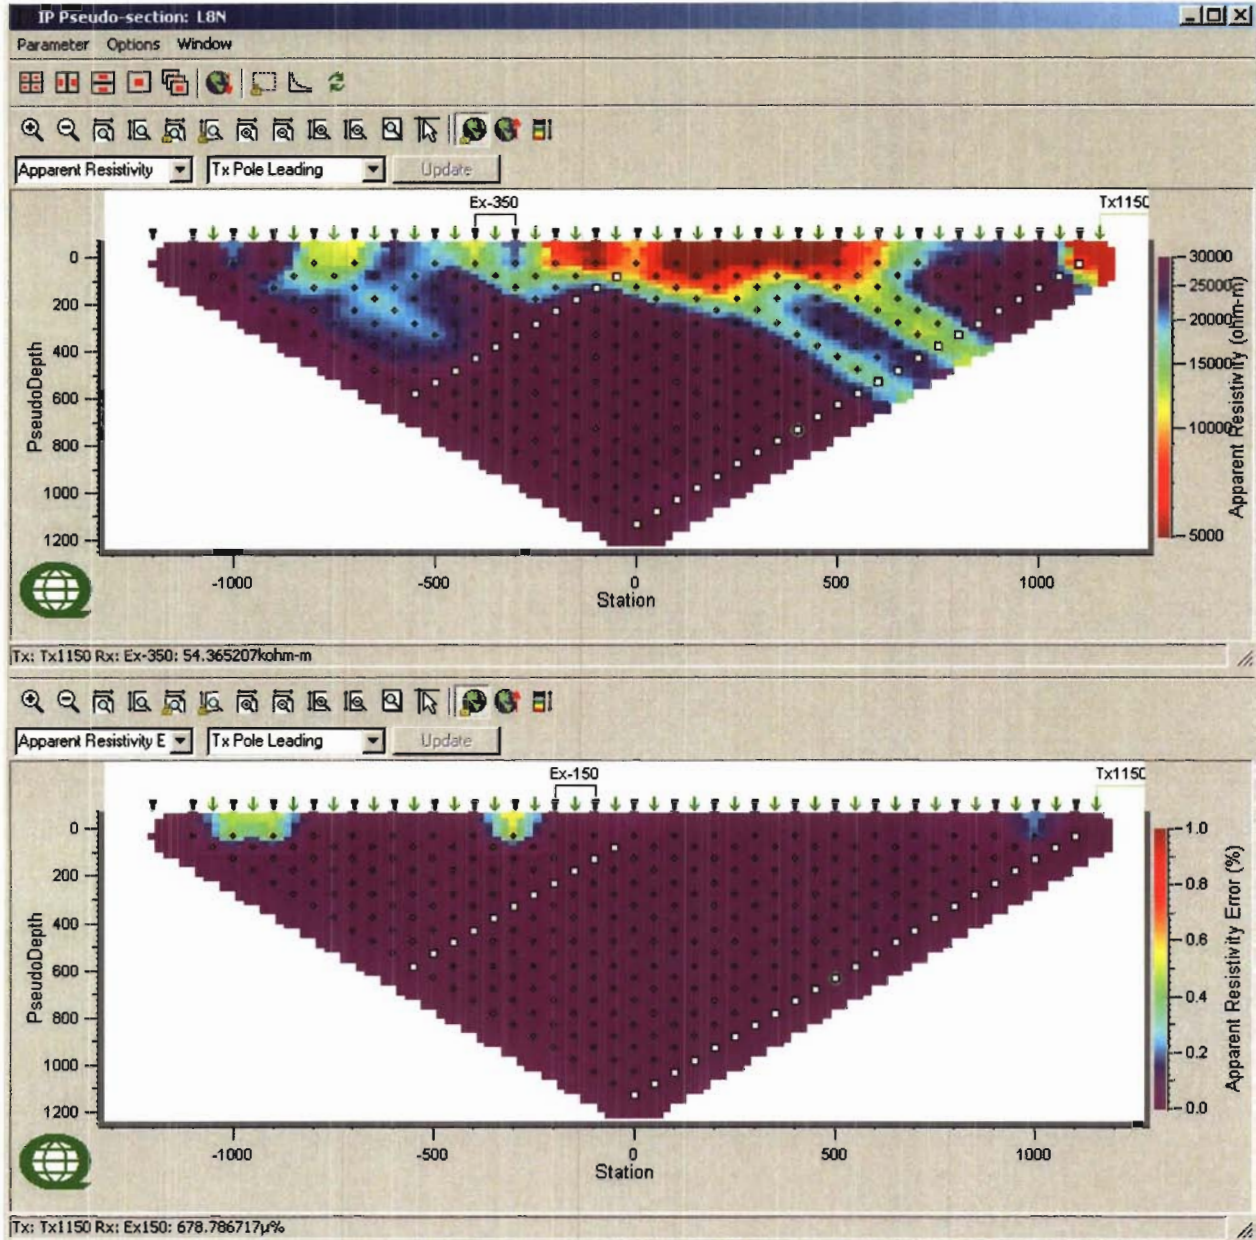 IP Pseudo-section: L8N
Parameter Options Window
Apparent Resistivity Tx Pole Leading Update
Ex-350 Tx1150
0
200
400
600
800
1000
1200
PseudoDepth
-1000 -500 0 500 1000
Station
30000
25000
20000
15000
10000
5000
Apparent Resistivity (ohm-m)
Tx: Tx1150 Rx: Ex-350: 54.365207kohm-m
Apparent Resistivity E Tx Pole Leading Update
Ex-150 Tx1150
0
200
400
600
800
1000
1200
PseudoDepth
-1000 -500 0 500 1000
Station
1.0
0.8
0.6
0.4
0.2
0.0
Apparent Resistivity Error (%)
Tx: Tx1150 Rx: Ex150: 678.786717µ%